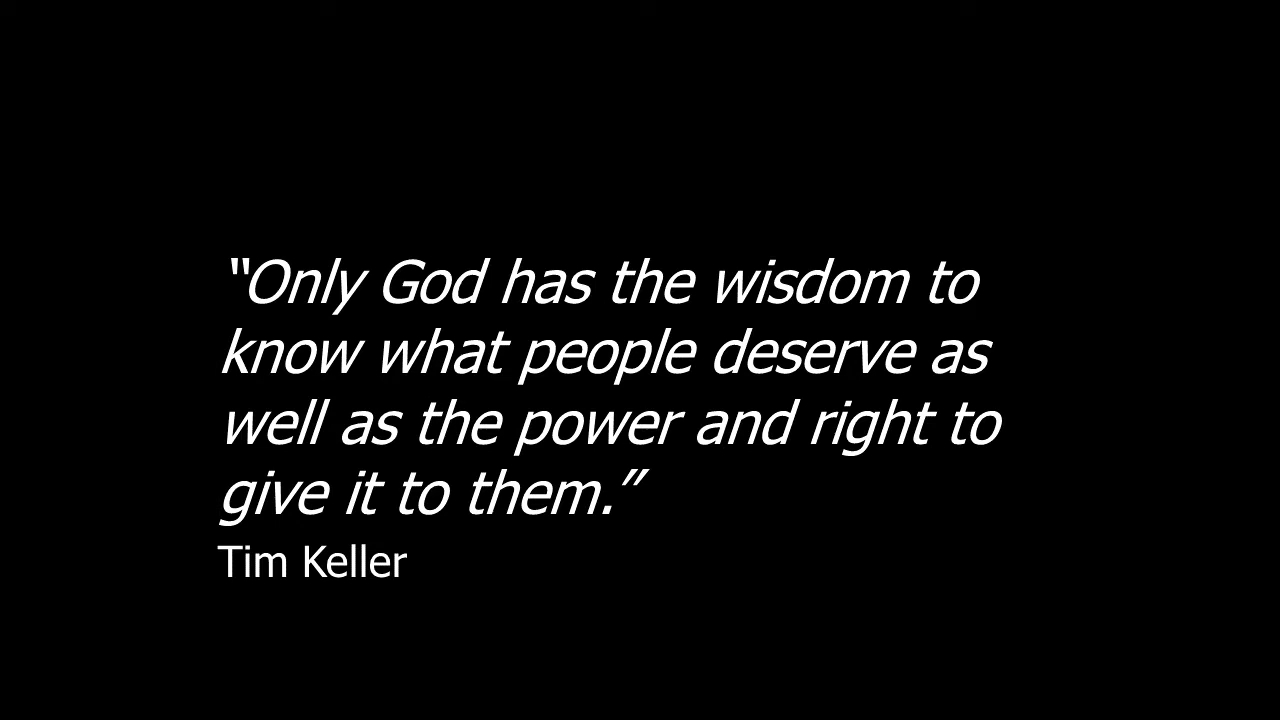 “Only God has the wisdom to
know what people deserve as
well as the power and right to
give it to them.”
Tim Keller